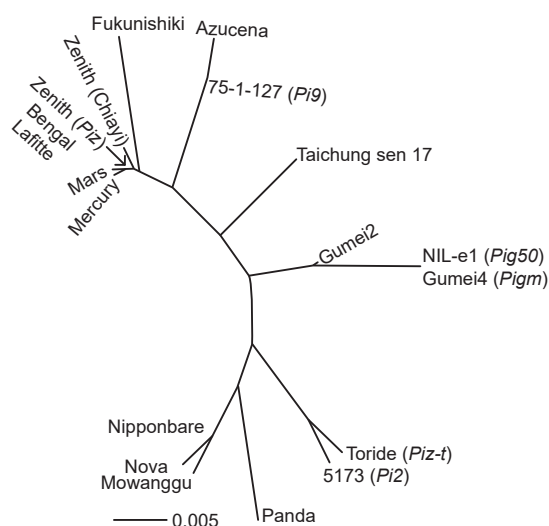 Fukunishiki
Azucena
Zenith (Chiayi)
75-1-127 (Pi9)
Zenith (Piz)
Bengal
Lafitte
Mars
Mercury
Taichung sen 17
Gumei2
NIL-e1 (Pig50)
Gumei4 (Pigm)
Nipponbare
Toride (Piz-t)
Nova
5173 (Pi2)
Mowanggu
Panda
0.005